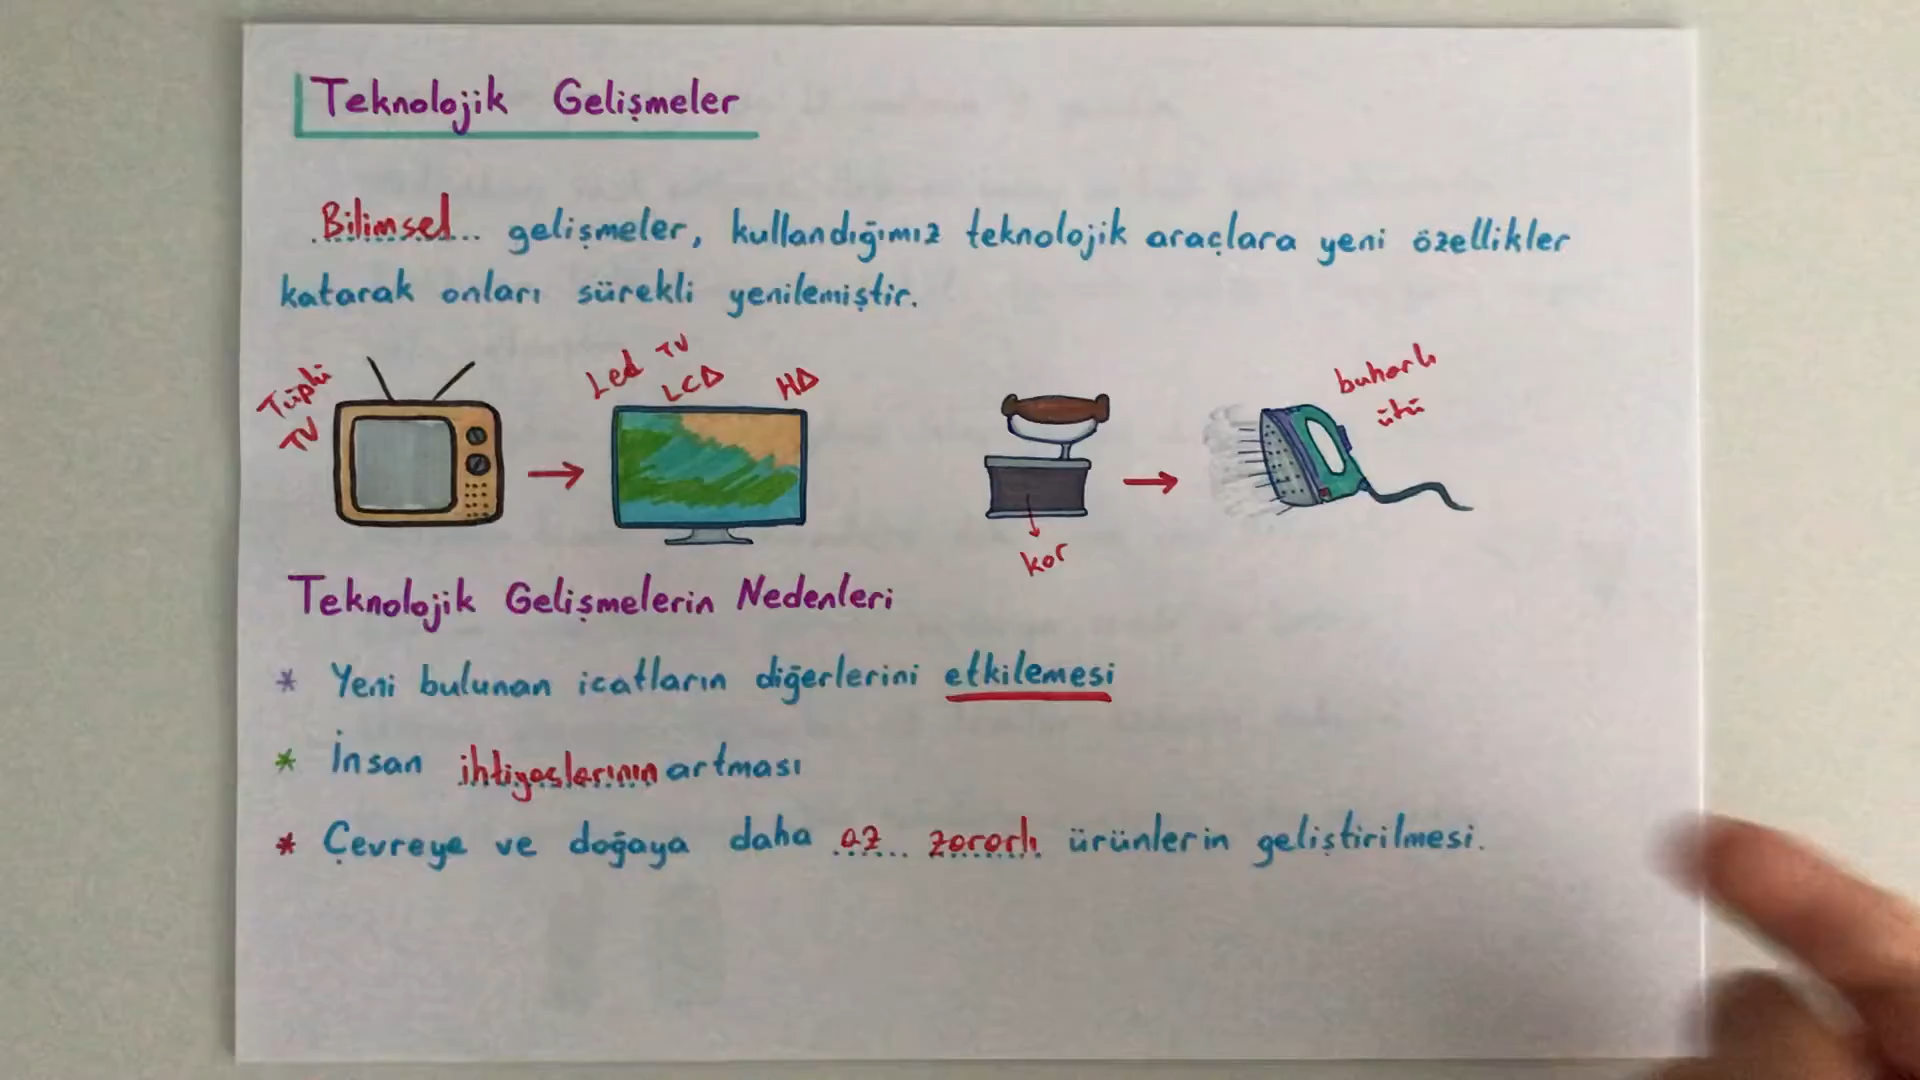 Teknolojik Gelişmeler
Bilimsel gelişmeler, kullandığımız teknolojik araçlara yeni özellikler
katarak onları sürekli yenilemiştir.
Tüplü
TV
Led TV
LCD
HD
kor
buharlı
ütü
Teknolojik Gelişmelerin Nedenleri
* Yeni bulunan icatların diğerlerini etkilemesi
* İnsan ihtiyaçlarının artması
* Çevreye ve doğaya daha az zararlı ürünlerin geliştirilmesi.